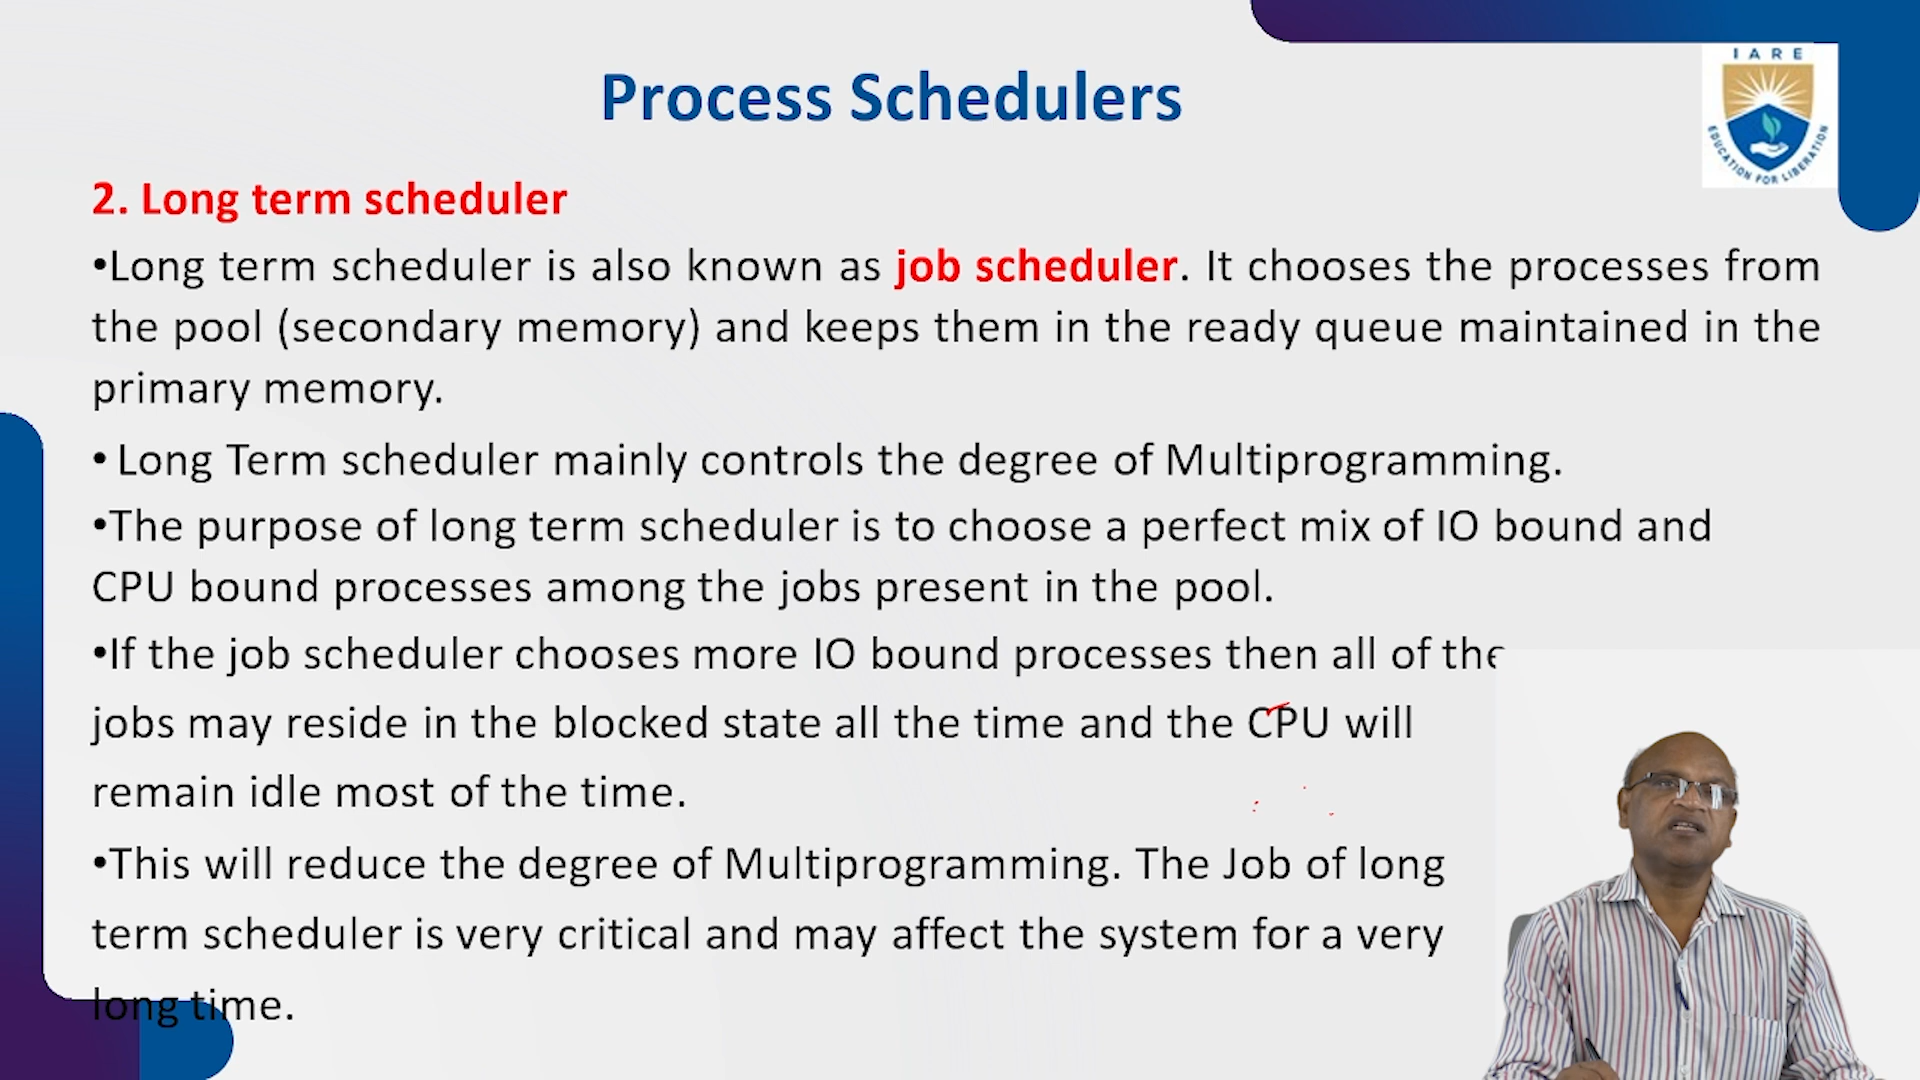 IARE
EDUCATION FOR LIBERATION
Process Schedulers
2. Long term scheduler
•Long term scheduler is also known as job scheduler. It chooses the processes from
the pool (secondary memory) and keeps them in the ready queue maintained in the
primary memory.
• Long Term scheduler mainly controls the degree of Multiprogramming.
•The purpose of long term scheduler is to choose a perfect mix of IO bound and
CPU bound processes among the jobs present in the pool.
•If the job scheduler chooses more IO bound processes then all of the
jobs may reside in the blocked state all the time and the CPU will
remain idle most of the time.
•This will reduce the degree of Multiprogramming. The Job of long
term scheduler is very critical and may affect the system for a very
long time.